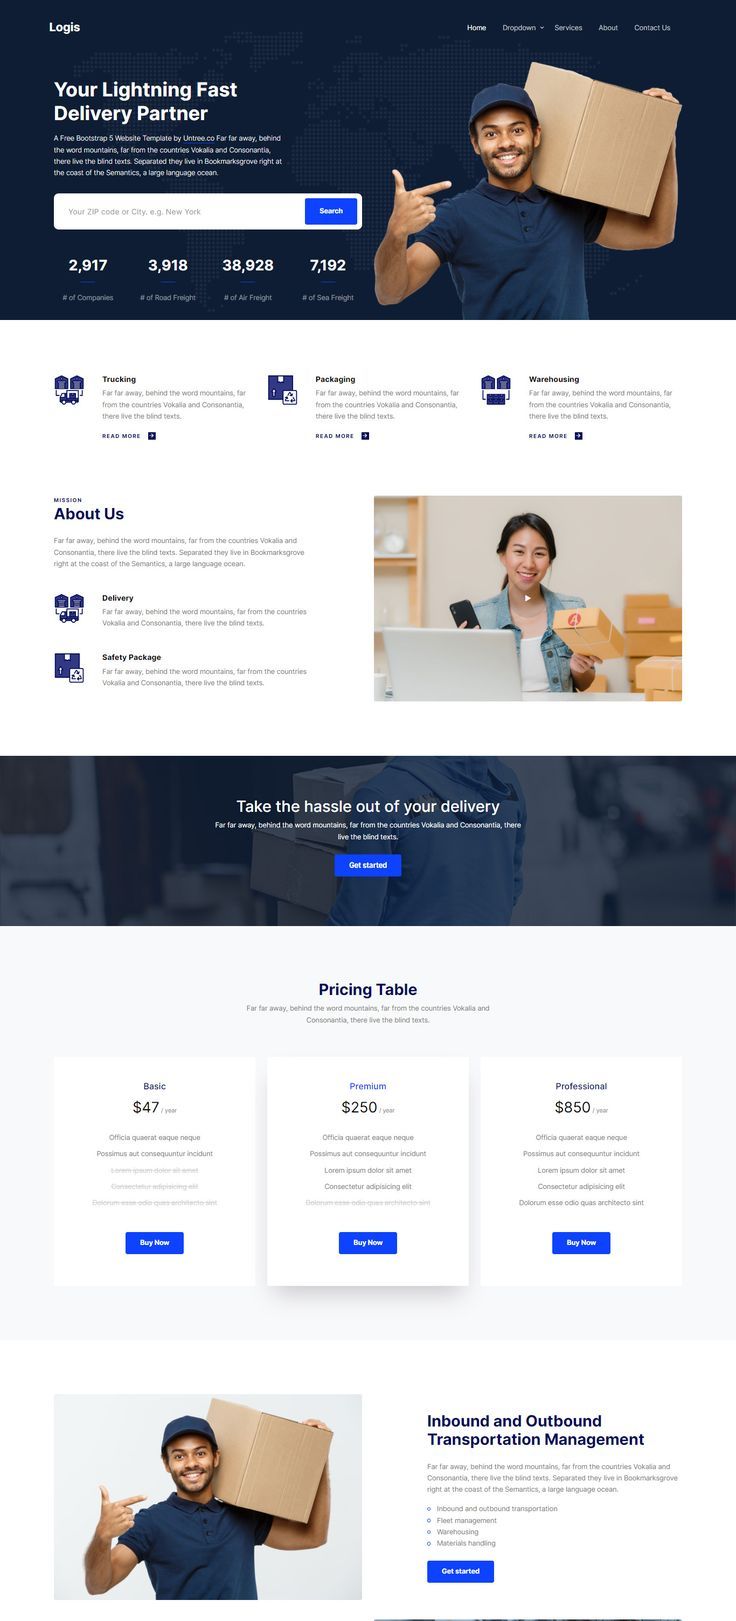 Logis
Home Dropdown Services About Contact Us
Your Lightning Fast
Delivery Partner
A Free Bootstrap 5 Website Template by Untree.co Far far away, behind
the word mountains, far from the countries Vokalia and Consonantia,
there live the blind texts. Separated they live in Bookmarksgrove right at
the coast of the Semantics, a large language ocean.
Your ZIP code or City. e.g. New York
Search
2,917 3,918 38,928 7,192
# of Companies # of Road Freight # of Air Freight # of Sea Freight
Trucking
Far far away, behind the word mountains, far
from the countries Vokalia and Consonantia,
there live the blind texts.
READ MORE
Packaging
Far far away, behind the word mountains, far
from the countries Vokalia and Consonantia,
there live the blind texts.
READ MORE
Warehousing
Far far away, behind the word mountains, far
from the countries Vokalia and Consonantia,
there live the blind texts.
READ MORE
MISSION
About Us
Far far away, behind the word mountains, far from the countries Vokalia and
Consonantia, there live the blind texts. Separated they live in Bookmarksgrove
right at the coast of the Semantics, a large language ocean.
Delivery
Far far away, behind the word mountains, far from the countries
Vokalia and Consonantia, there live the blind texts.
Safety Package
Far far away, behind the word mountains, far from the countries
Vokalia and Consonantia, there live the blind texts.
Take the hassle out of your delivery
Far far away, behind the word mountains, far from the countries Vokalia and Consonantia, there
live the blind texts.
Get started
Pricing Table
Far far away, behind the word mountains, far from the countries Vokalia and
Consonantia, there live the blind texts.
Basic
$47 / year
Officia quaerat eaque neque
Possimus aut consequuntur incidunt
Lorem ipsum dolor sit amet
Consectetur adipisicing elit
Dolorum esse odio quas architecto sint
Buy Now
Premium
$250 / year
Officia quaerat eaque neque
Possimus aut consequuntur incidunt
Lorem ipsum dolor sit amet
Consectetur adipisicing elit
Dolorum esse odio quas architecto sint
Buy Now
Professional
$850 / year
Officia quaerat eaque neque
Possimus aut consequuntur incidunt
Lorem ipsum dolor sit amet
Consectetur adipisicing elit
Dolorum esse odio quas architecto sint
Buy Now
Inbound and Outbound
Transportation Management
Far far away, behind the word mountains, far from the countries Vokalia and
Consonantia, there live the blind texts. Separated they live in Bookmarksgrove
right at the coast of the Semantics, a large language ocean.
Inbound and outbound transportation
Fleet management
Warehousing
Materials handling
Get started